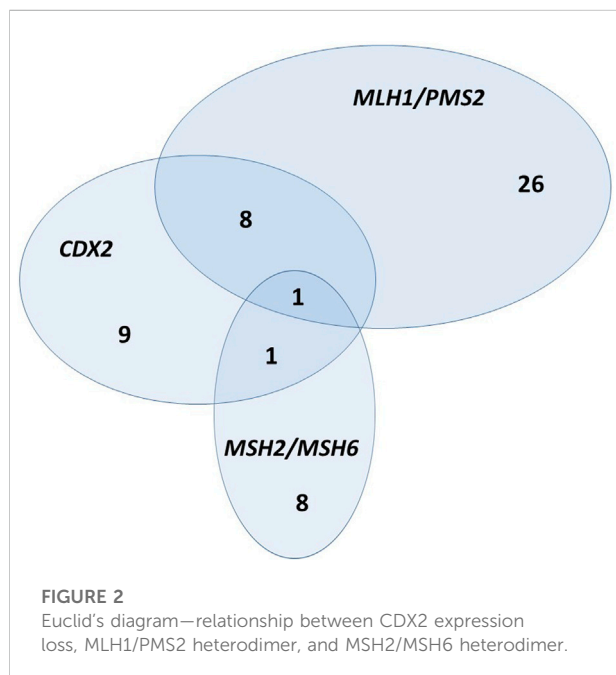 MLH1/PMS2
26
8
CDX2
1
9
1
MSH2/MSH6
8
FIGURE 2
Euclid's diagram—relationship between CDX2 expression
loss, MLH1/PMS2 heterodimer, and MSH2/MSH6 heterodimer.